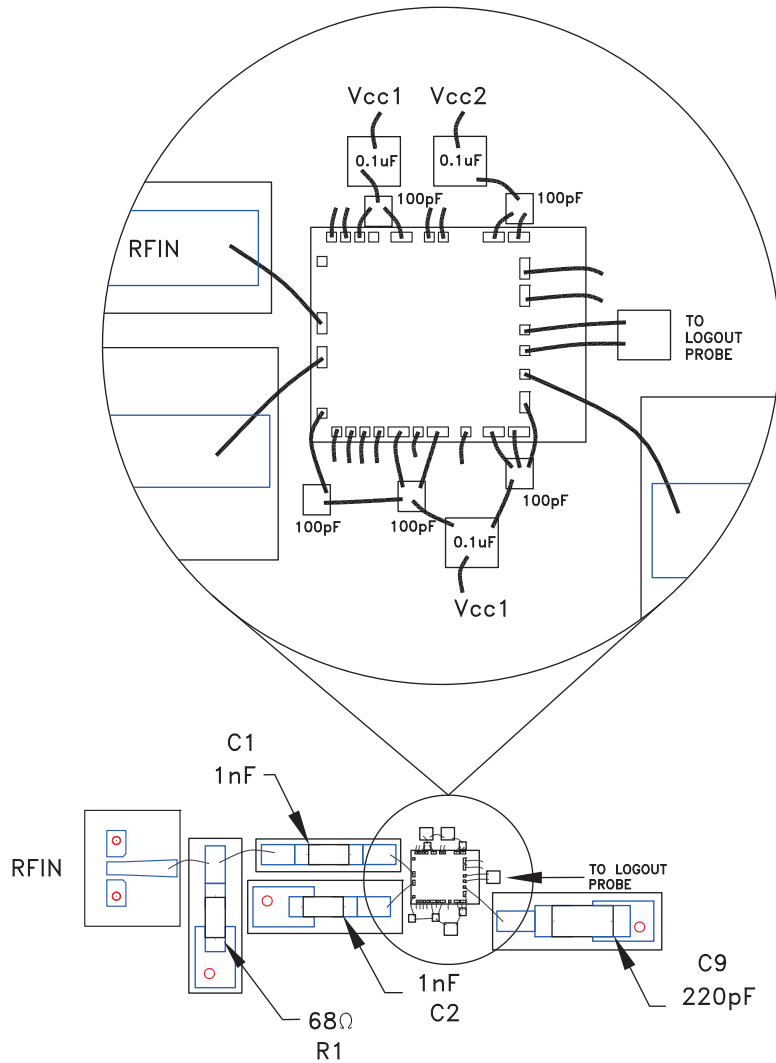 Vcc1
Vcc2
0.1uF
0.1uF
100pF
100pF
RFIN
TO
LOGOUT
PROBE
100pF
100pF
100pF
0.1uF
Vcc1
C1
1nF
RFIN
TO LOGOUT
PROBE
1nF
C2
C9
220pF
68Ω
R1